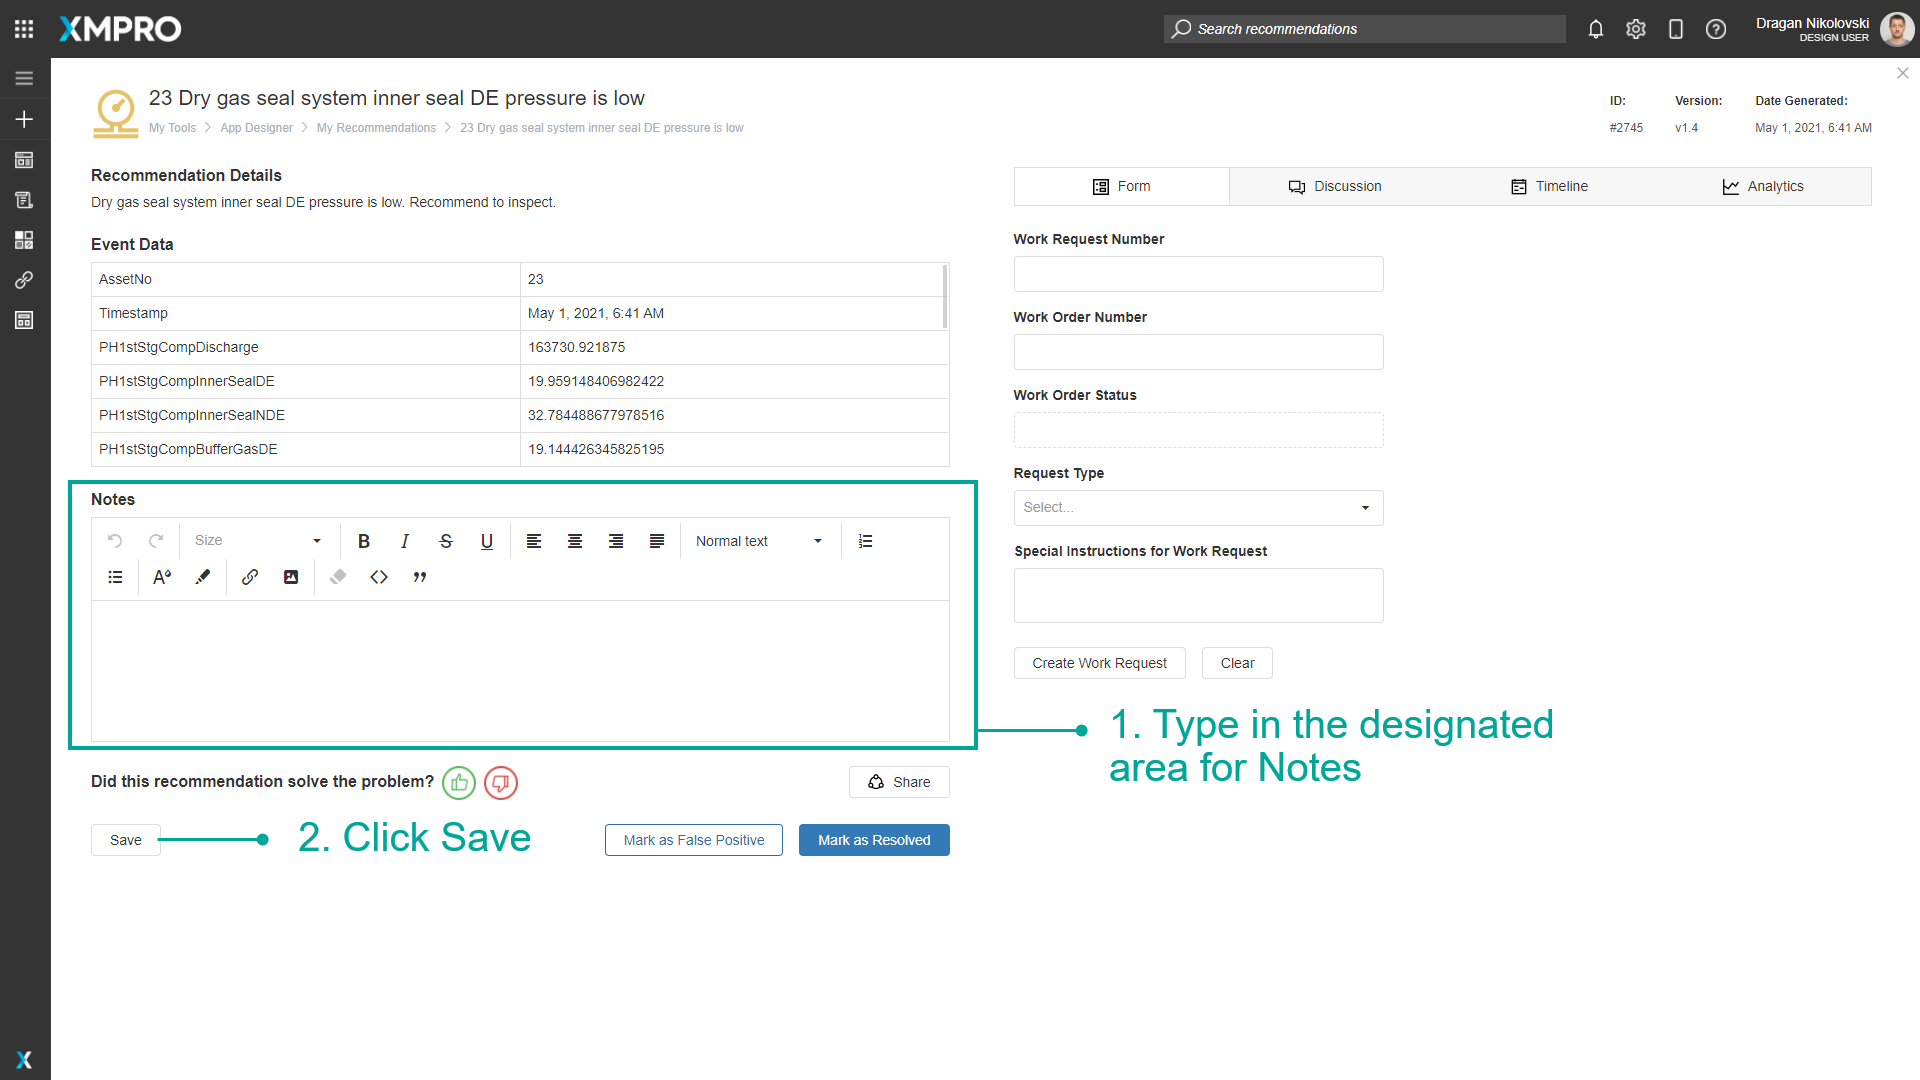 XMPRO
Search recommendations
Dragan Nikolovski
DESIGN USER
23 Dry gas seal system inner seal DE pressure is low
My Tools
App Designer
My Recommendations
23 Dry gas seal system inner seal DE pressure is low
ID:
Version:
Date Generated:
#2745
v1.4
May 1, 2021, 6:41 AM
Recommendation Details
Dry gas seal system inner seal DE pressure is low. Recommend to inspect.
Event Data
AssetNo
23
Timestamp
May 1, 2021, 6:41 AM
PH1stStgCompDischarge
163730.921875
PH1stStgCompInnerSealDE
19.959148406982422
PH1stStgCompInnerSealNDE
32.784488677978516
PH1stStgCompBufferGasDE
19.144426345825195
Notes
Size
B
I
S
U
Normal text
Did this recommendation solve the problem?
Share
Save
2. Click Save
Mark as False Positive
Mark as Resolved
Form
Discussion
Timeline
Analytics
Work Request Number
Work Order Number
Work Order Status
Request Type
Select...
Special Instructions for Work Request
Create Work Request
Clear
1. Type in the designated
area for Notes